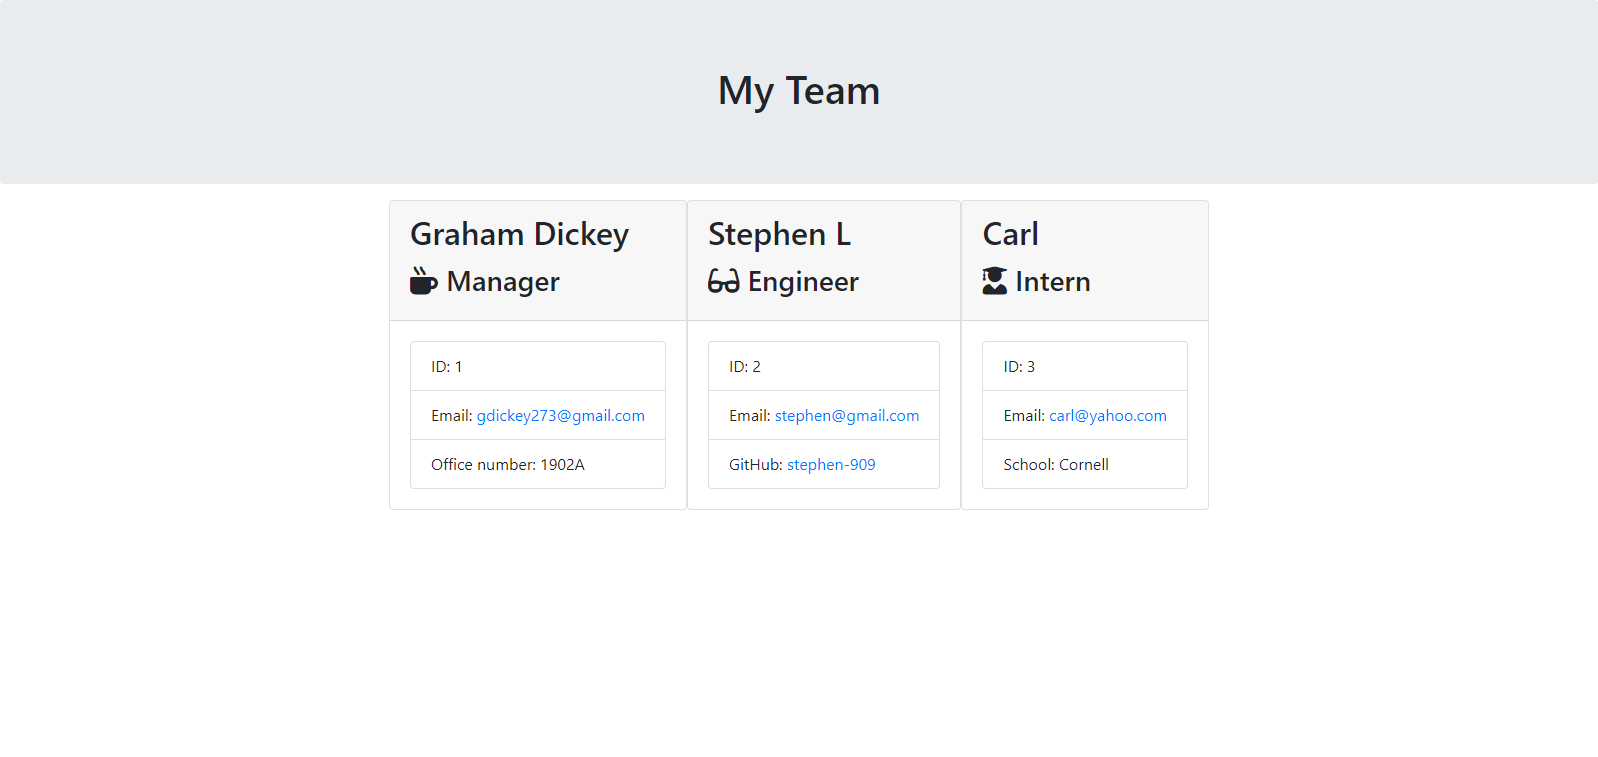 My Team
Graham Dickey
Manager
ID: 1
Email: gdickey273@gmail.com
Office number: 1902A
Stephen L
Engineer
ID: 2
Email: stephen@gmail.com
GitHub: stephen-909
Carl
Intern
ID: 3
Email: carl@yahoo.com
School: Cornell